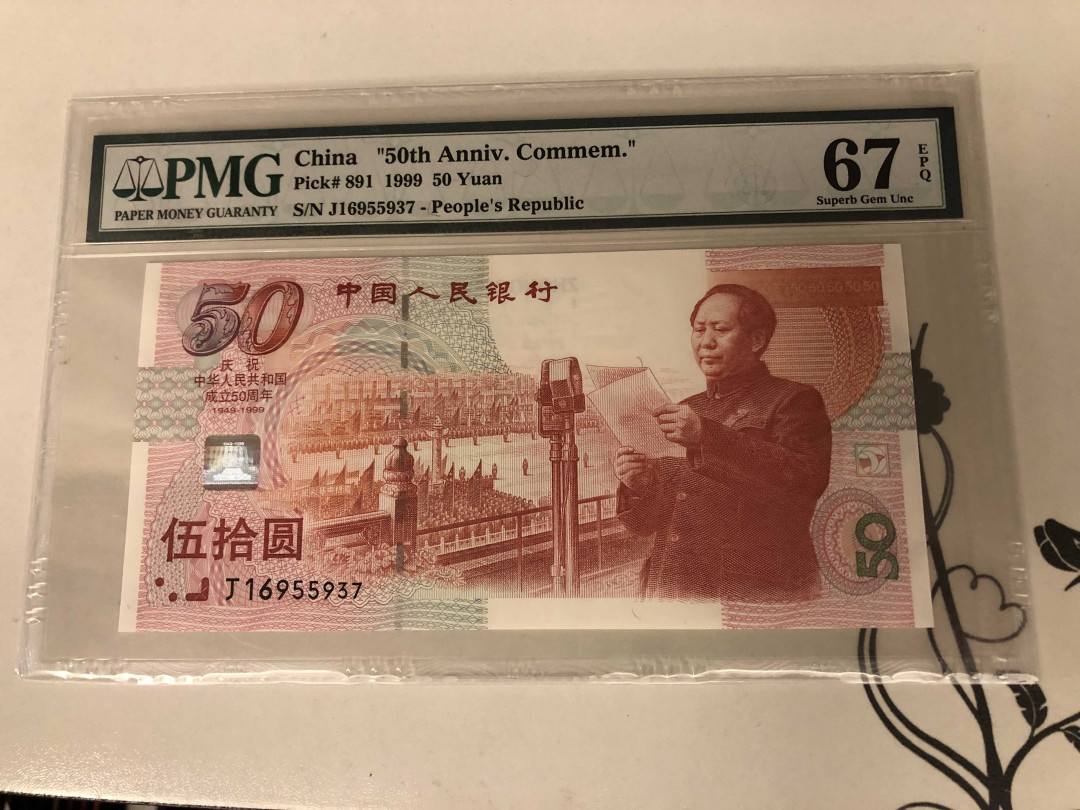 PMG
PAPER MONEY GUARANTY
China "50th Anniv. Commem."
Pick# 891 1999 50 Yuan
S/N J16955937 - People's Republic
67
EPQ
Superb Gem Unc
50
中国人民银行
庆祝
中华人民共和国
成立50周年
1949-1999
5050505050
伍拾圆
J16955937
50